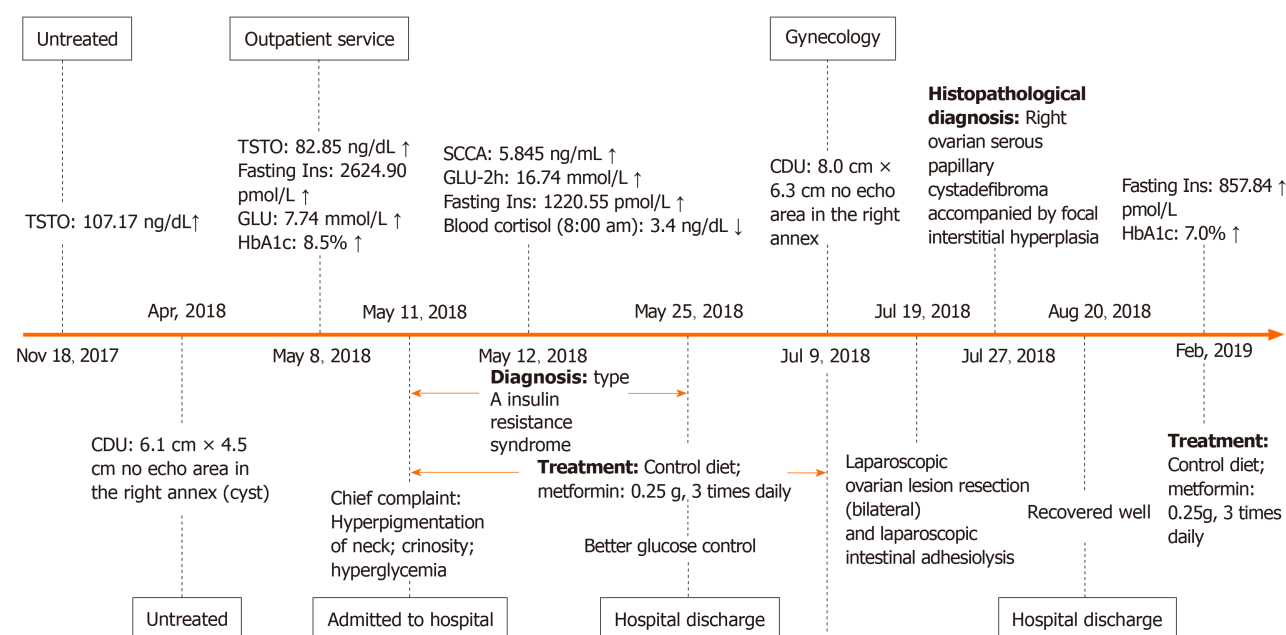 Untreated
Outpatient service
Gynecology
TSTO: 107.17 ng/dL↑
TSTO: 82.85 ng/dL ↑
Fasting Ins: 2624.90
pmol/L ↑
GLU: 7.74 mmol/L ↑
HbA1c: 8.5% ↑
SCCA: 5.845 ng/mL ↑
GLU-2h: 16.74 mmol/L ↑
Fasting Ins: 1220.55 pmol/L ↑
Blood cortisol (8:00 am): 3.4 ng/dL ↓
CDU: 8.0 cm ×
6.3 cm no echo
area in the right
annex
Histopathological
diagnosis: Right
ovarian serous
papillary
cystadefibroma
accompanied by focal
interstitial hyperplasia
Fasting Ins: 857.84 ↑
pmol/L
HbA1c: 7.0% ↑
Apr, 2018
May 11, 2018
May 25, 2018
Jul 19, 2018
Aug 20, 2018
Nov 18, 2017
May 8, 2018
May 12, 2018
Jul 9, 2018
Jul 27, 2018
Feb, 2019
Diagnosis: type
A insulin
resistance
syndrome
CDU: 6.1 cm × 4.5
cm no echo area in
the right annex (cyst)
Treatment: Control diet;
metformin: 0.25 g, 3 times daily
Chief complaint:
Hyperpigmentation
of neck; crinosity;
hyperglycemia
Better glucose control
Laparoscopic
ovarian lesion resection
(bilateral)
and laparoscopic
intestinal adhesiolysis
Recovered well
Treatment:
Control diet;
metformin:
0.25g, 3 times
daily
Untreated
Admitted to hospital
Hospital discharge
Hospital discharge